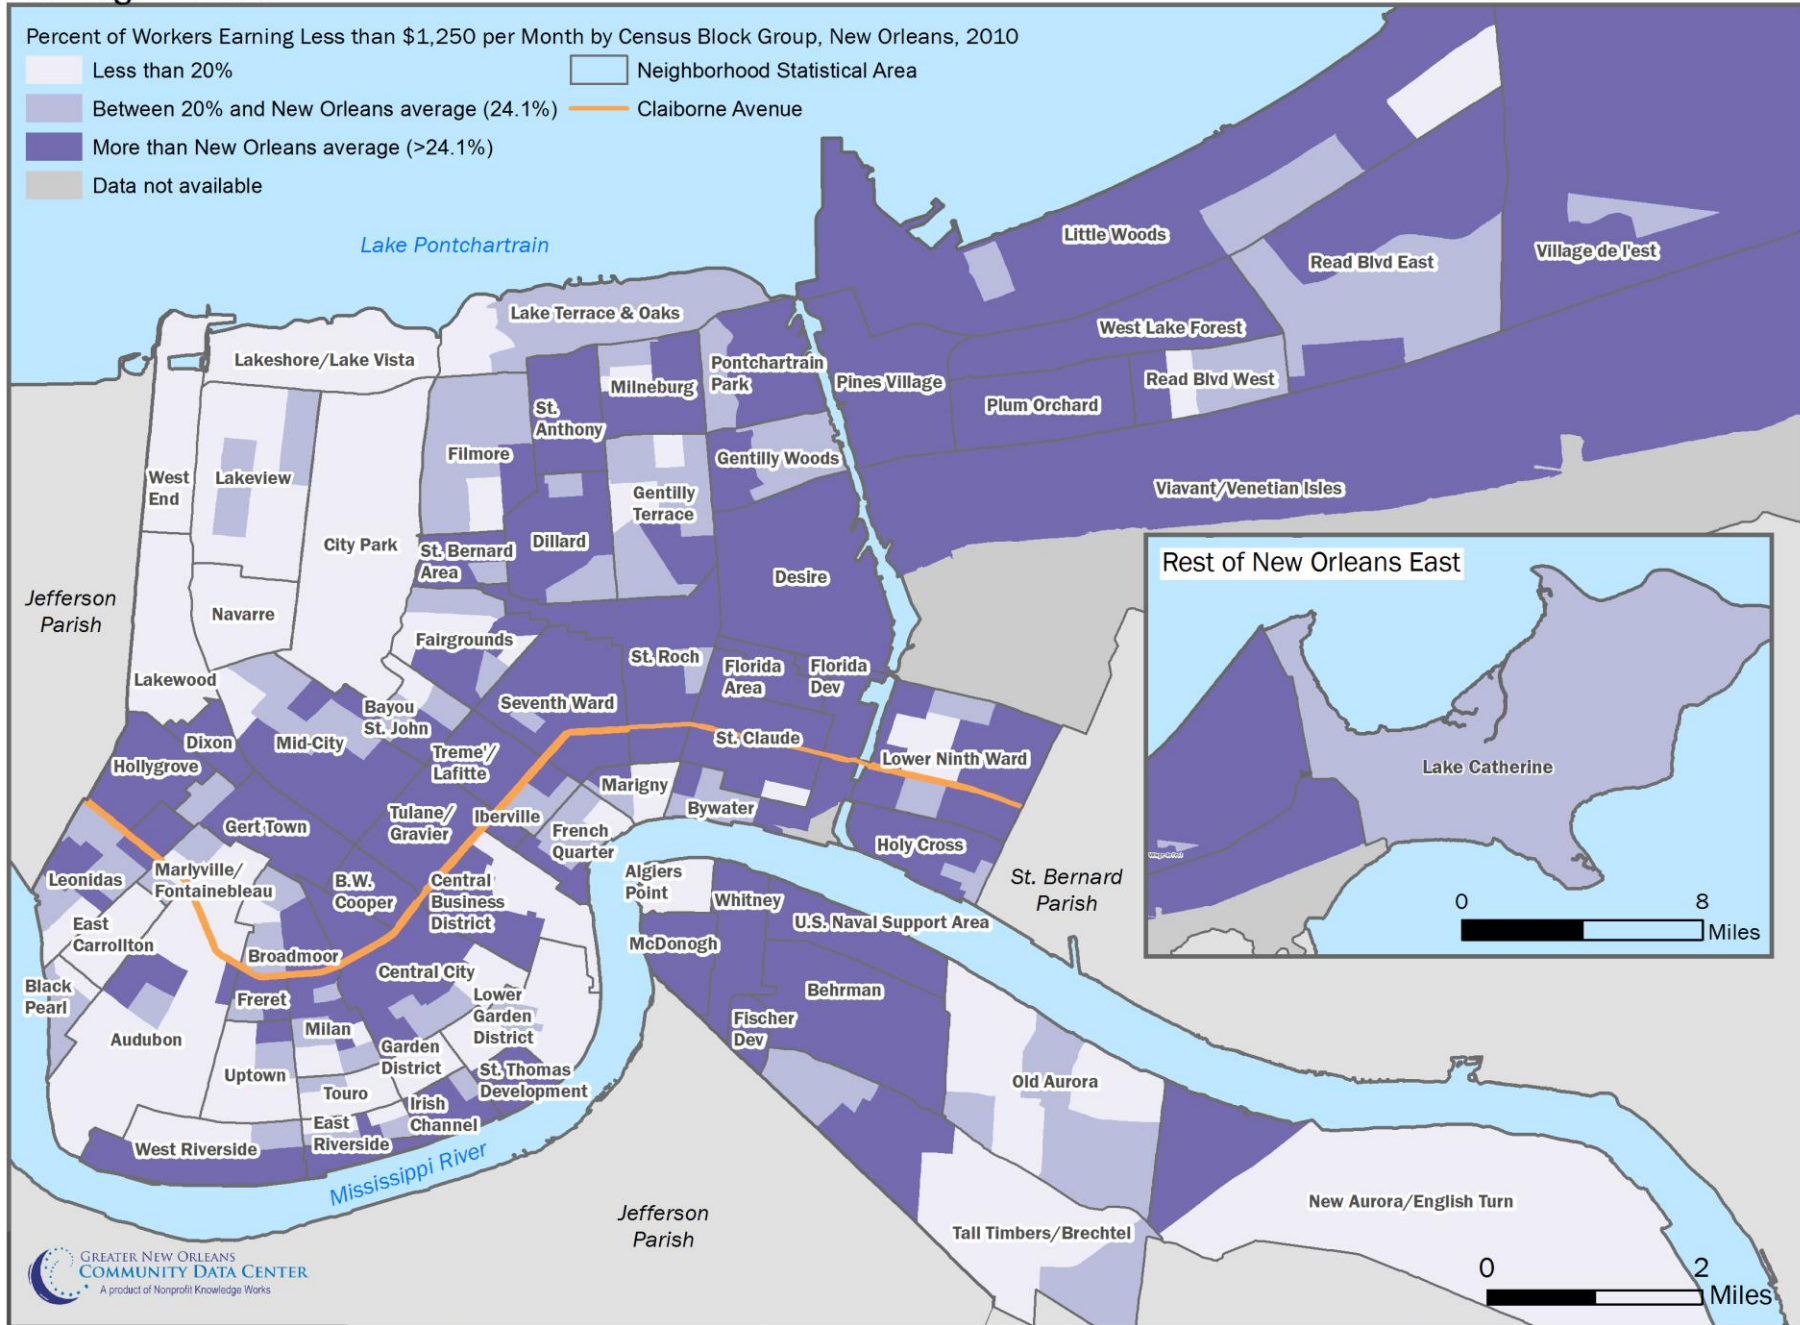 Percent of Workers Earning Less than $1,250 per Month by Census Block Group, New Orleans, 2010
Less than 20%
Neighborhood Statistical Area
Between 20% and New Orleans average (24.1%)
Claiborne Avenue
More than New Orleans average (>24.1%)
Data not available
Lake Pontchartrain
Little Woods
Read Blvd East
Village de l'est
Lake Terrace & Oaks
West Lake Forest
Lakeshore/Lake Vista
Milneburg
Pontchartrain
Park
Pines Village
Read Blvd West
Plum Orchard
St.
Anthony
Filmore
Gentilly Woods
West
End
Lakeview
Gentilly
Terrace
Viavant/Venetian Isles
City Park
St. Bernard
Area
Dillard
Desire
Rest of New Orleans East
Jefferson
Parish
Navarre
Fairgrounds
St. Roch
Florida
Area
Florida
Dev
Lakewood
Seventh Ward
Bayou
St. John
Dixon
Mid-City
St. Claude
Hollygrove
Treme'/
Lafitte
Lower Ninth Ward
Lake Catherine
Marigny
Bywater
Tulane/
Gravier
Iberville
Gert Town
French
Quarter
Holy Cross
Village de l'est
Leonidas
Marlyville/
Fontainebleau
B.W.
Cooper
Central
Business
District
Algiers
Point
Whitney
U.S. Naval Support Area
St. Bernard
Parish
0
8
Miles
East
Carrollton
McDonogh
Broadmoor
Central City
Black
Pearl
Freret
Lower
Garden
District
Behrman
Fischer
Dev
Audubon
Milan
Garden
District
Uptown
St. Thomas
Development
Old Aurora
Touro
Irish
Channel
East
Riverside
West Riverside
Mississippi River
New Aurora/English Turn
Jefferson
Parish
Tall Timbers/Brechtel
GREATER NEW ORLEANS
COMMUNITY DATA CENTER
A product of Nonprofit Knowledge Works
0
2
Miles